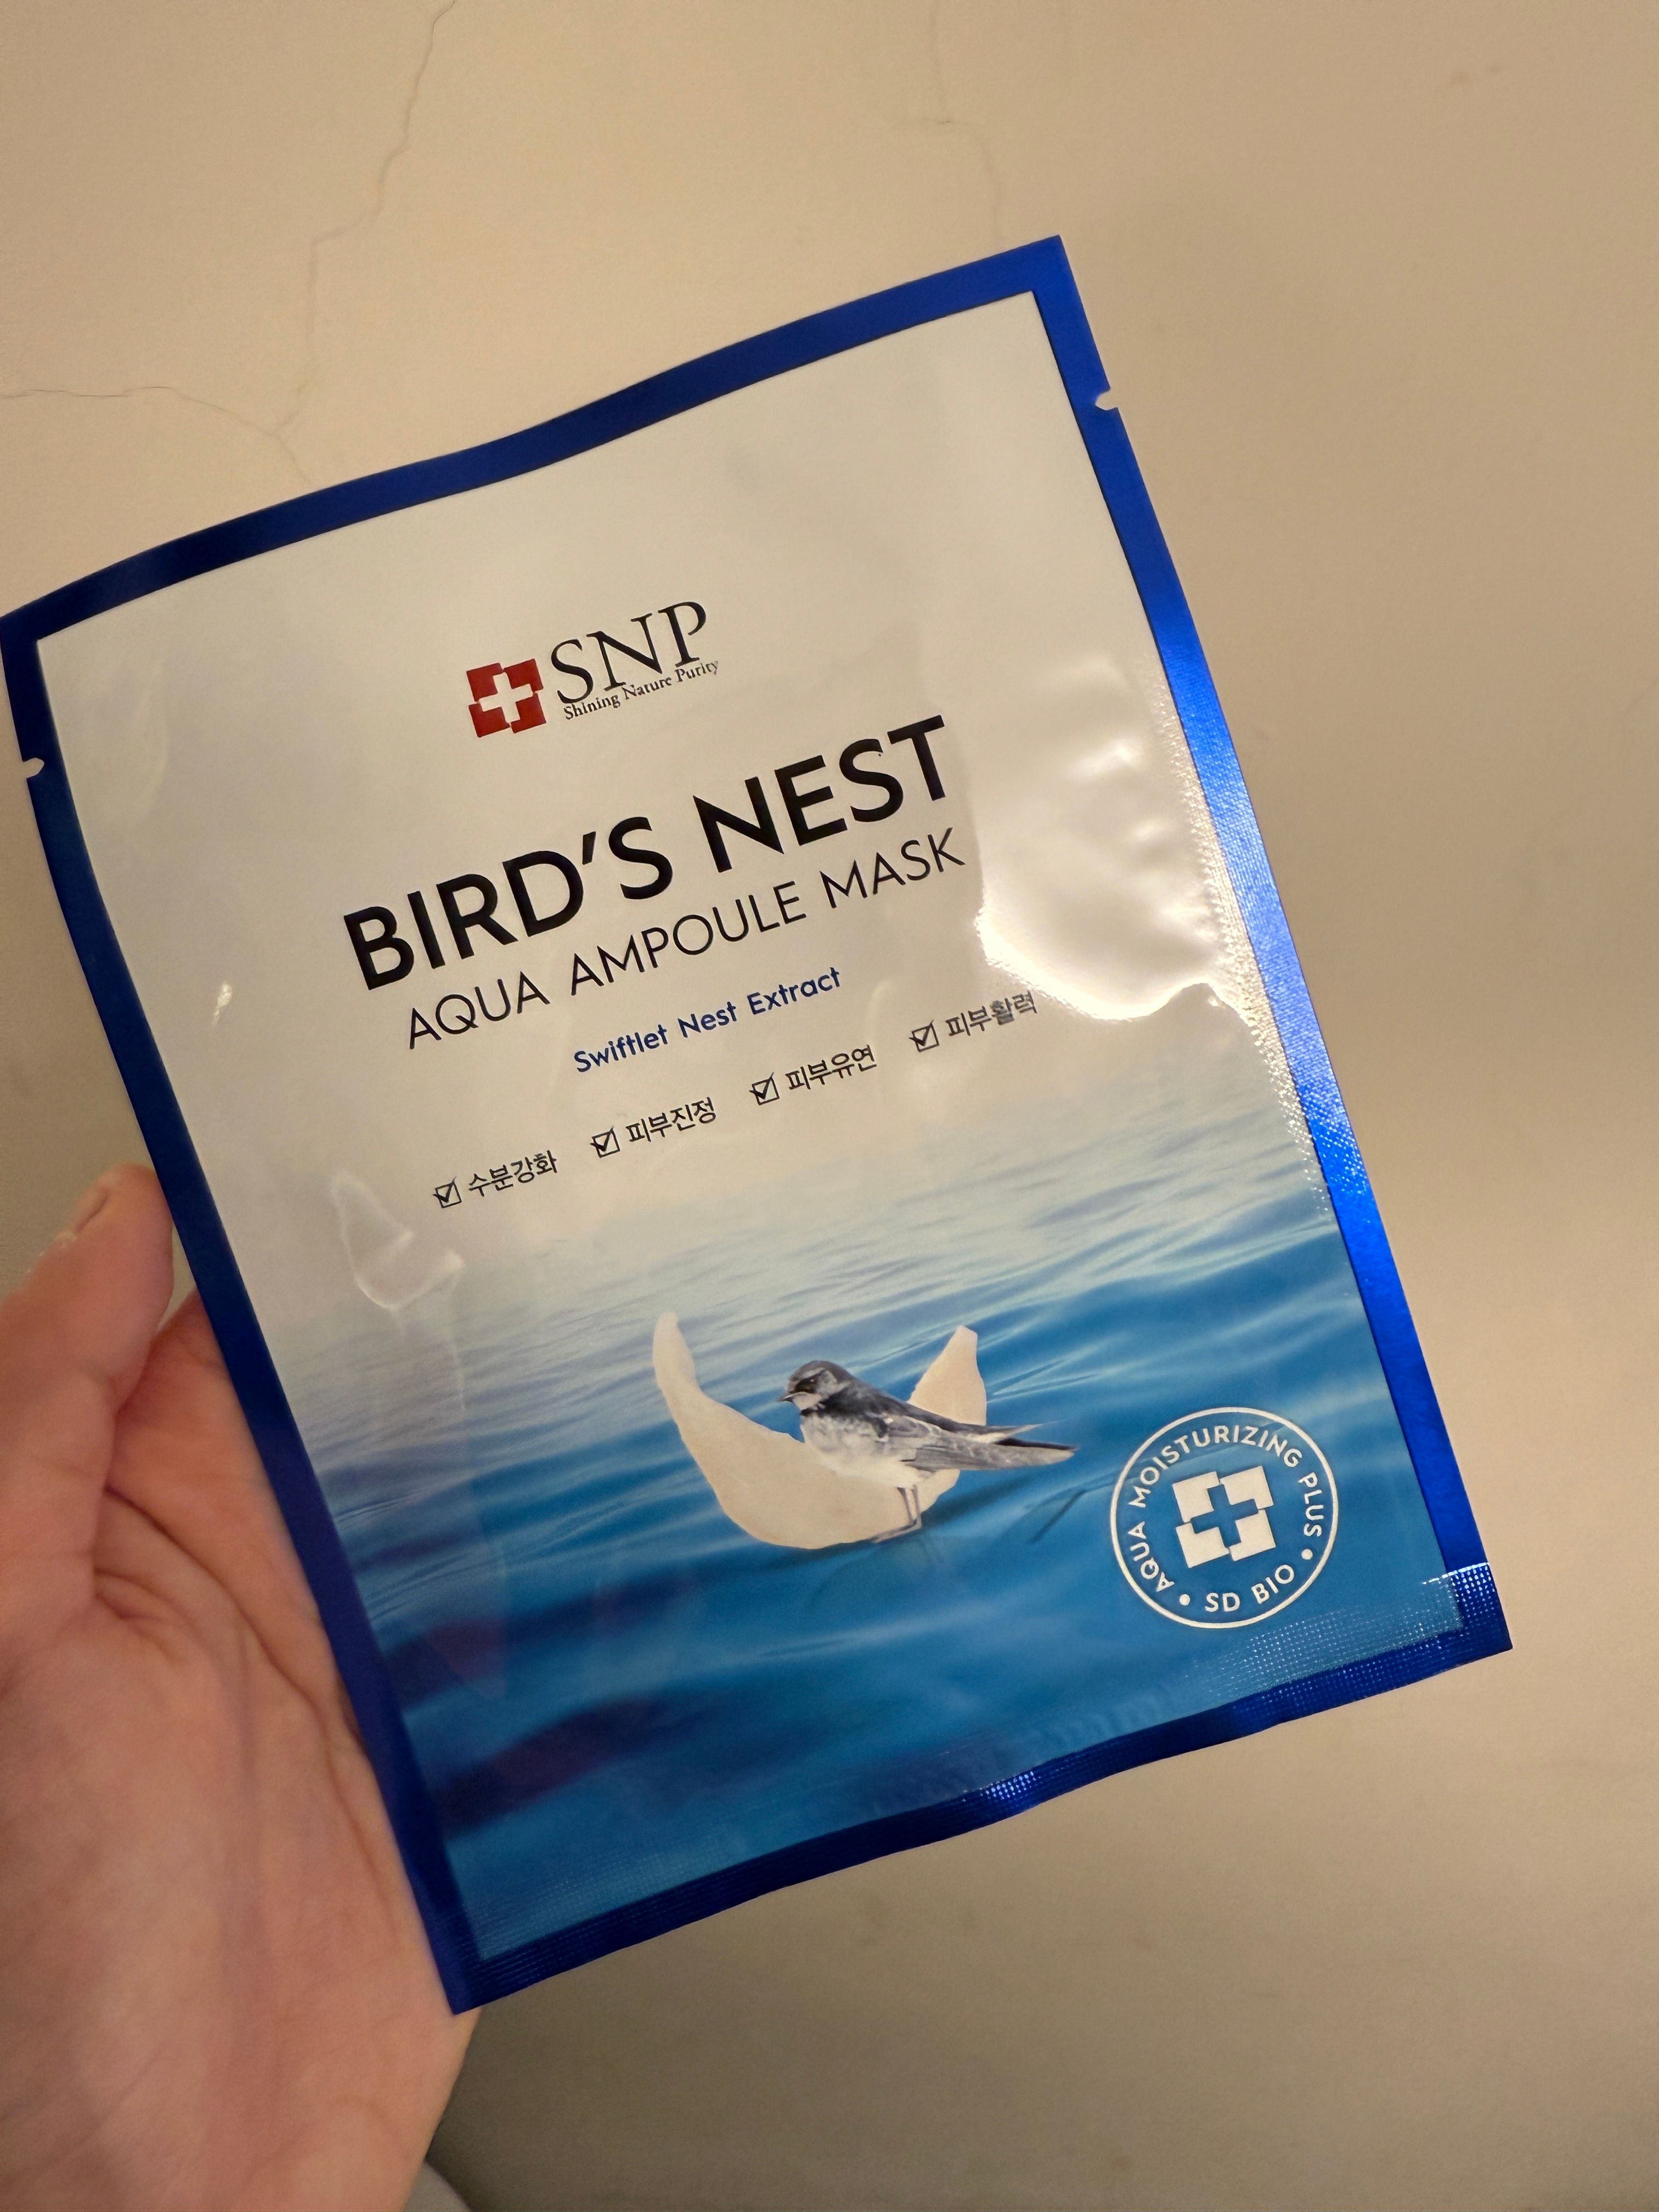 SNP
Shining Nature Purity
BIRD'S NEST
AQUA AMPOULE MASK
Swiftlet Nest Extract
☑ 수분강화 ☑ 피부진정 ☑ 피부유연 ☑ 피부활력
AQUA MOISTURIZING PLUS • SD BIO •